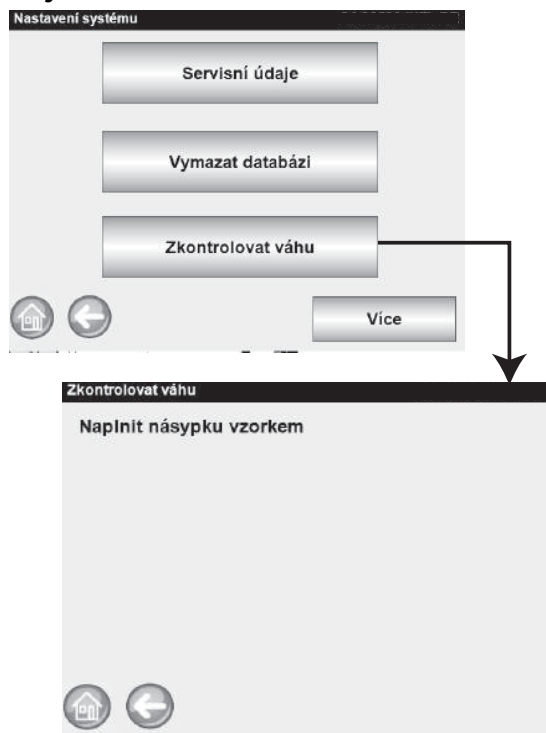 Nastavení systému
Servisní údaje
Vymazat databázi
Zkontrolovat váhu
Více
Zkontrolovat váhu
Naplnit násypku vzorkem